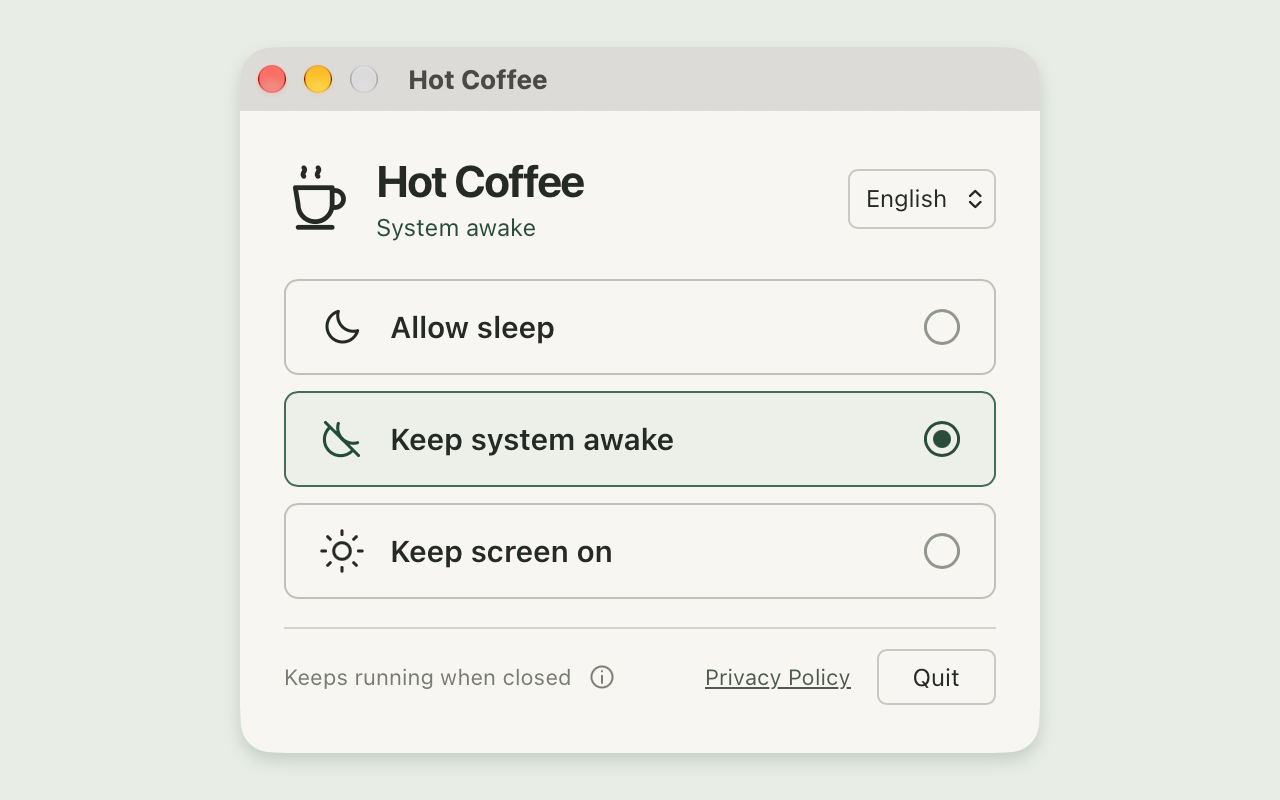 Hot Coffee
Hot Coffee
System awake
English
Allow sleep
Keep system awake
Keep screen on
Keeps running when closed
Privacy Policy
Quit